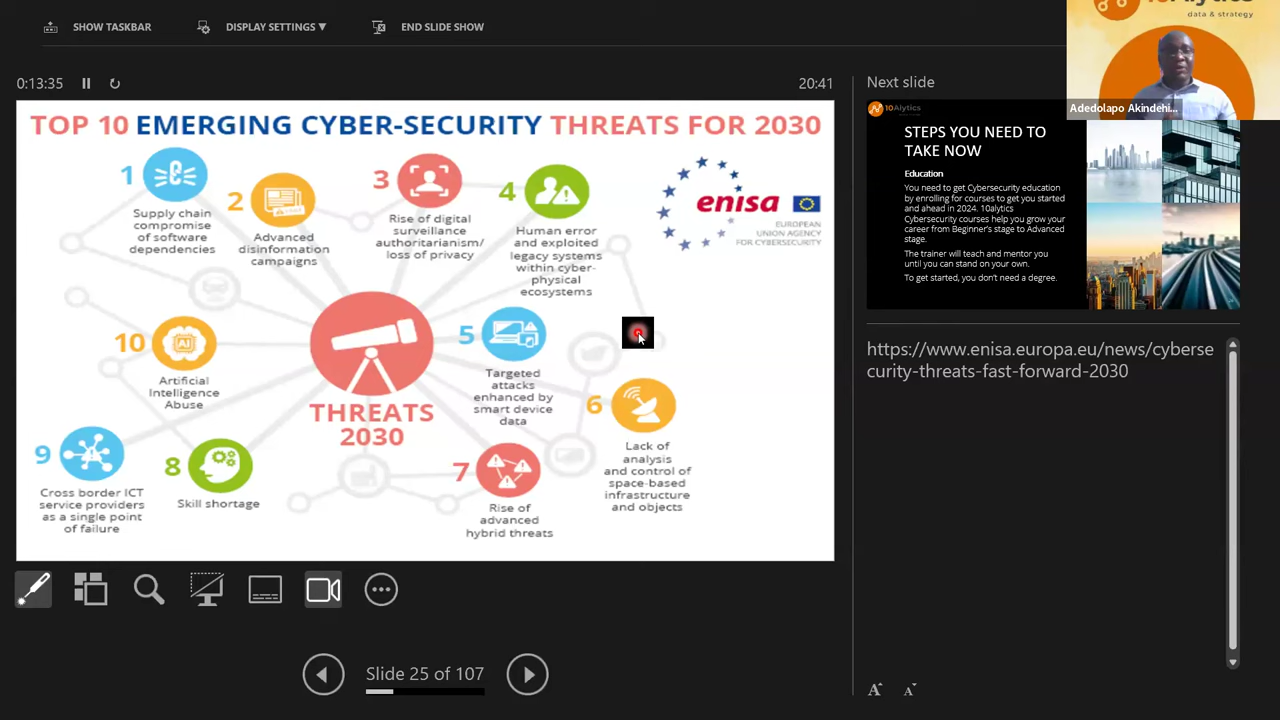 SHOW TASKBAR
DISPLAY SETTINGS ▼
END SLIDE SHOW
data & strategy
Adedolapo Akindehi...
0:13:35
20:41
TOP 10 EMERGING CYBER-SECURITY THREATS FOR 2030
1
Supply chain
compromise
of software
dependencies
2
Advanced
disinformation
campaigns
3
Rise of digital
surveillance
authoritarianism/
loss of privacy
4
Human error
and exploited
legacy systems
within cyber-
physical
ecosystems
enisa
EUROPEAN
UNION AGENCY
FOR CYBERSECURITY
10
Artificial
Intelligence
Abuse
THREATS
2030
5
Targeted
attacks
enhanced by
smart device
data
6
Lack of
analysis
and control of
space-based
infrastructure
and objects
9
Cross border ICT
service providers
as a single point
of failure
8
Skill shortage
7
Rise of
advanced
hybrid threats
Slide 25 of 107
Next slide
10Alytics
STEPS YOU NEED TO
TAKE NOW
Education
You need to get Cybersecurity education
by enrolling for courses to get you started
and ahead in 2024. 10alytics
Cybersecurity courses help you grow your
career from Beginner's stage to Advanced
stage.
The trainer will teach and mentor you
until you can stand on your own.
To get started, you don't need a degree.
https://www.enisa.europa.eu/news/cyberse
curity-threats-fast-forward-2030
A A